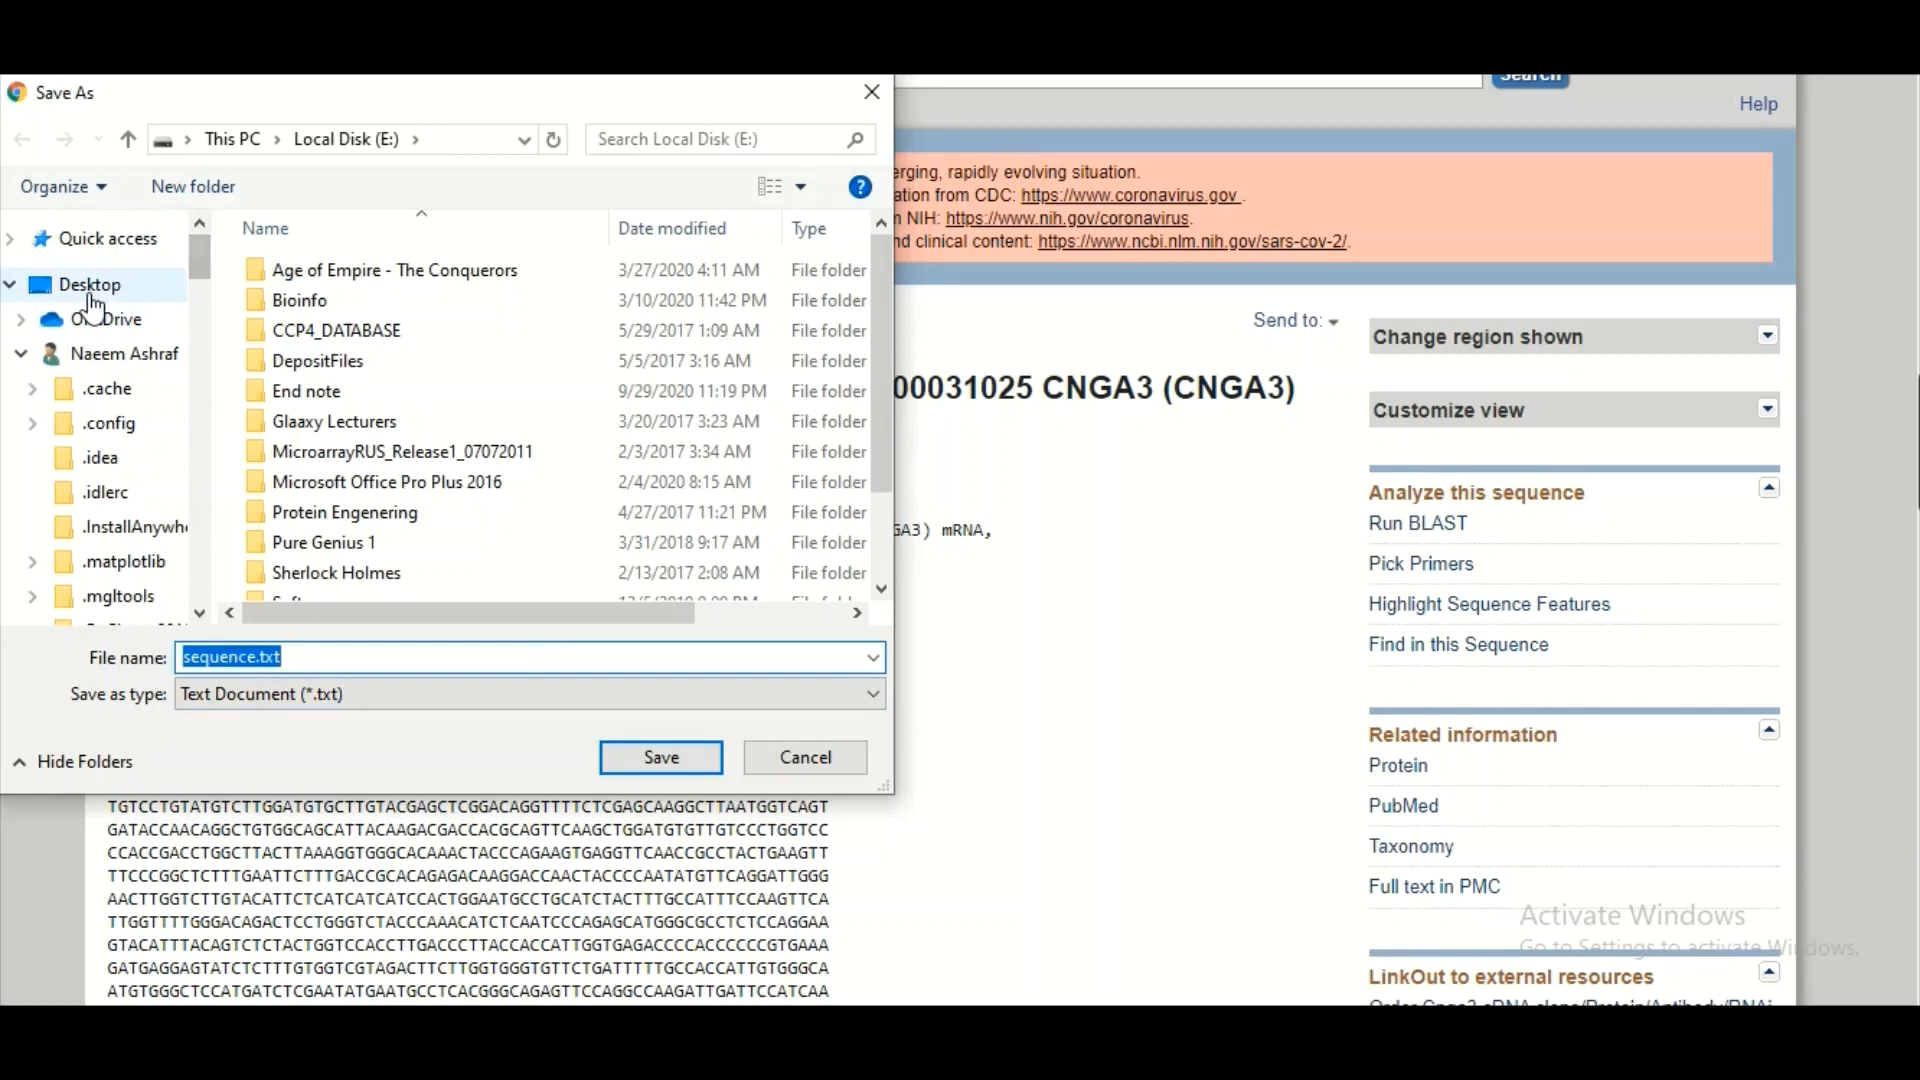 Save As
This PC > Local Disk (E:) >
Search Local Disk (E:)
Organize
New folder
Quick access
Desktop
Naeem Ashraf
.cache
.config
.idea
.idlerc
.matplotlib
.mgltools
Name Date modified Type
Age of Empire - The Conquerors 3/27/2020 4:11 AM File folder
Bioinfo 3/10/2020 11:42 PM File folder
CCP4_DATABASE 5/29/2017 1:09 AM File folder
DepositFiles 5/5/2017 3:16 AM File folder
End note 9/29/2020 11:19 PM File folder
Glaaxy Lecturers 3/20/2017 3:23 AM File folder
MicroarrayRUS_Release1_07072011 2/3/2017 3:34 AM File folder
Microsoft Office Pro Plus 2016 2/4/2020 8:15 AM File folder
Protein Engenering 4/27/2017 11:21 PM File folder
Pure Genius 1 3/31/2018 9:17 AM File folder
Sherlock Holmes 2/13/2017 2:08 AM File folder
File name: sequence.txt
Save as type: Text Document (*.txt)
Hide Folders
Save
Cancel
Search
Help
erging, rapidly evolving situation.
ation from CDC: https://www.coronavirus.gov .
NIH: https://www.nih.gov/coronavirus.
nd clinical content: https://www.ncbi.nlm.nih.gov/sars-cov-2/.
Send to:
00031025 CNGA3 (CNGA3)
GA3) mRNA,
TGTCCTGTATGTCTTGGATGTGCTTGTACGAGCTCGGACAGGTTTTCTCGAGCAAGGCTTAATGGTCAGT
GATACCAACAGGCTGTGGCAGCATTACAAGACGACCACGCAGTTCAAGCTGGATGTGTTGTCCCTGGTCC
CCACCGACCTGGCTTACTTAAAGGTGGGCACAAACTACCCAGAAGTGAGGTTCAACCGCCTACTGAAGTT
TTCCCGGCTCTTTGAATTCTTTGACCGCACAGAGACAAGGACCAACTACCCCAATATGTTCAGGATTGGG
AACTTGGTCTTGTACATTCTCATCATCATCCACTGGAATGCCTGCATCTACTTTGCCATTTCCAAGTTCA
TTGGTTTTGGGACAGACTCCTGGGTCTACCCAAACATCTCAATCCCAGAGCATGGGCGCCTCTCCAGGAA
GTACATTTACAGTCTCTACTGGTCCACCTTGACCCTTACCACCATTGGTGAGACCCCACCCCCCGTGAAA
GATGAGGAGTATCTCTTTGTGGTCGTAGACTTCTTGGTGGGTGTTCTGATTTTTGCCACCATTGTGGGCA
ATGTGGGCTCCATGATCTCGAATATGAATGCCTCACGGGCAGAGTTCCAGGCCAAGATTGATTCCATCAA
Change region shown
Customize view
Analyze this sequence
Run BLAST
Pick Primers
Highlight Sequence Features
Find in this Sequence
Related information
Protein
PubMed
Taxonomy
Full text in PMC
Activate Windows
Go to Settings to activate Windows.
LinkOut to external resources